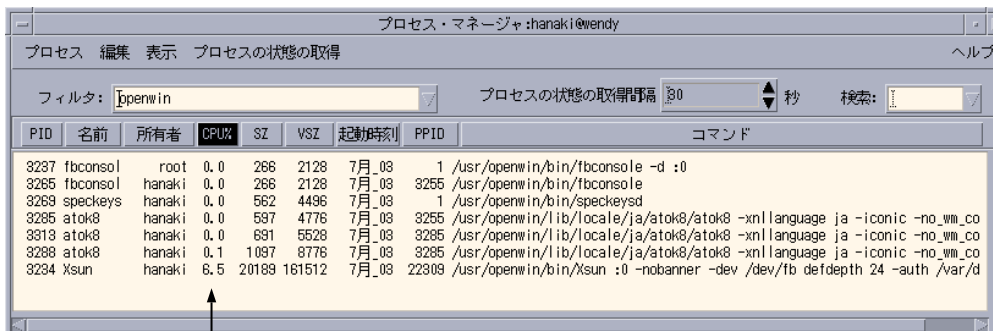 プロセス・マネージャ:hanaki@wendy
プロセス 編集 表示 プロセスの状態の取得 ヘルプ
フィルタ: openwin プロセスの状態の取得間隔 30 秒 検索:
PID 名前 所有者 CPU% SZ VSZ 起動時刻 PPID コマンド
3237 fbconsol root 0.0 266 2128 7月_03 1 /usr/openwin/bin/fbconsole -d :0
3265 fbconsol hanaki 0.0 266 2128 7月_03 3255 /usr/openwin/bin/fbconsole
3269 speckeys hanaki 0.0 562 4496 7月_03 1 /usr/openwin/bin/speckeysd
3285 atok8 hanaki 0.0 597 4776 7月_03 3255 /usr/openwin/lib/locale/ja/atok8/atok8 -xnllanguage ja -iconic -no_wm_co
3313 atok8 hanaki 0.0 691 5528 7月_03 3285 /usr/openwin/lib/locale/ja/atok8/atok8 -xnllanguage ja -iconic -no_wm_co
3288 atok8 hanaki 0.1 1097 8776 7月_03 3285 /usr/openwin/lib/locale/ja/atok8/atok8 -xnllanguage ja -iconic -no_wm_co
3234 Xsun hanaki 6.5 20189 161512 7月_03 22309 /usr/openwin/bin/Xsun :0 -nobanner -dev /dev/fb defdepth 24 -auth /var/d